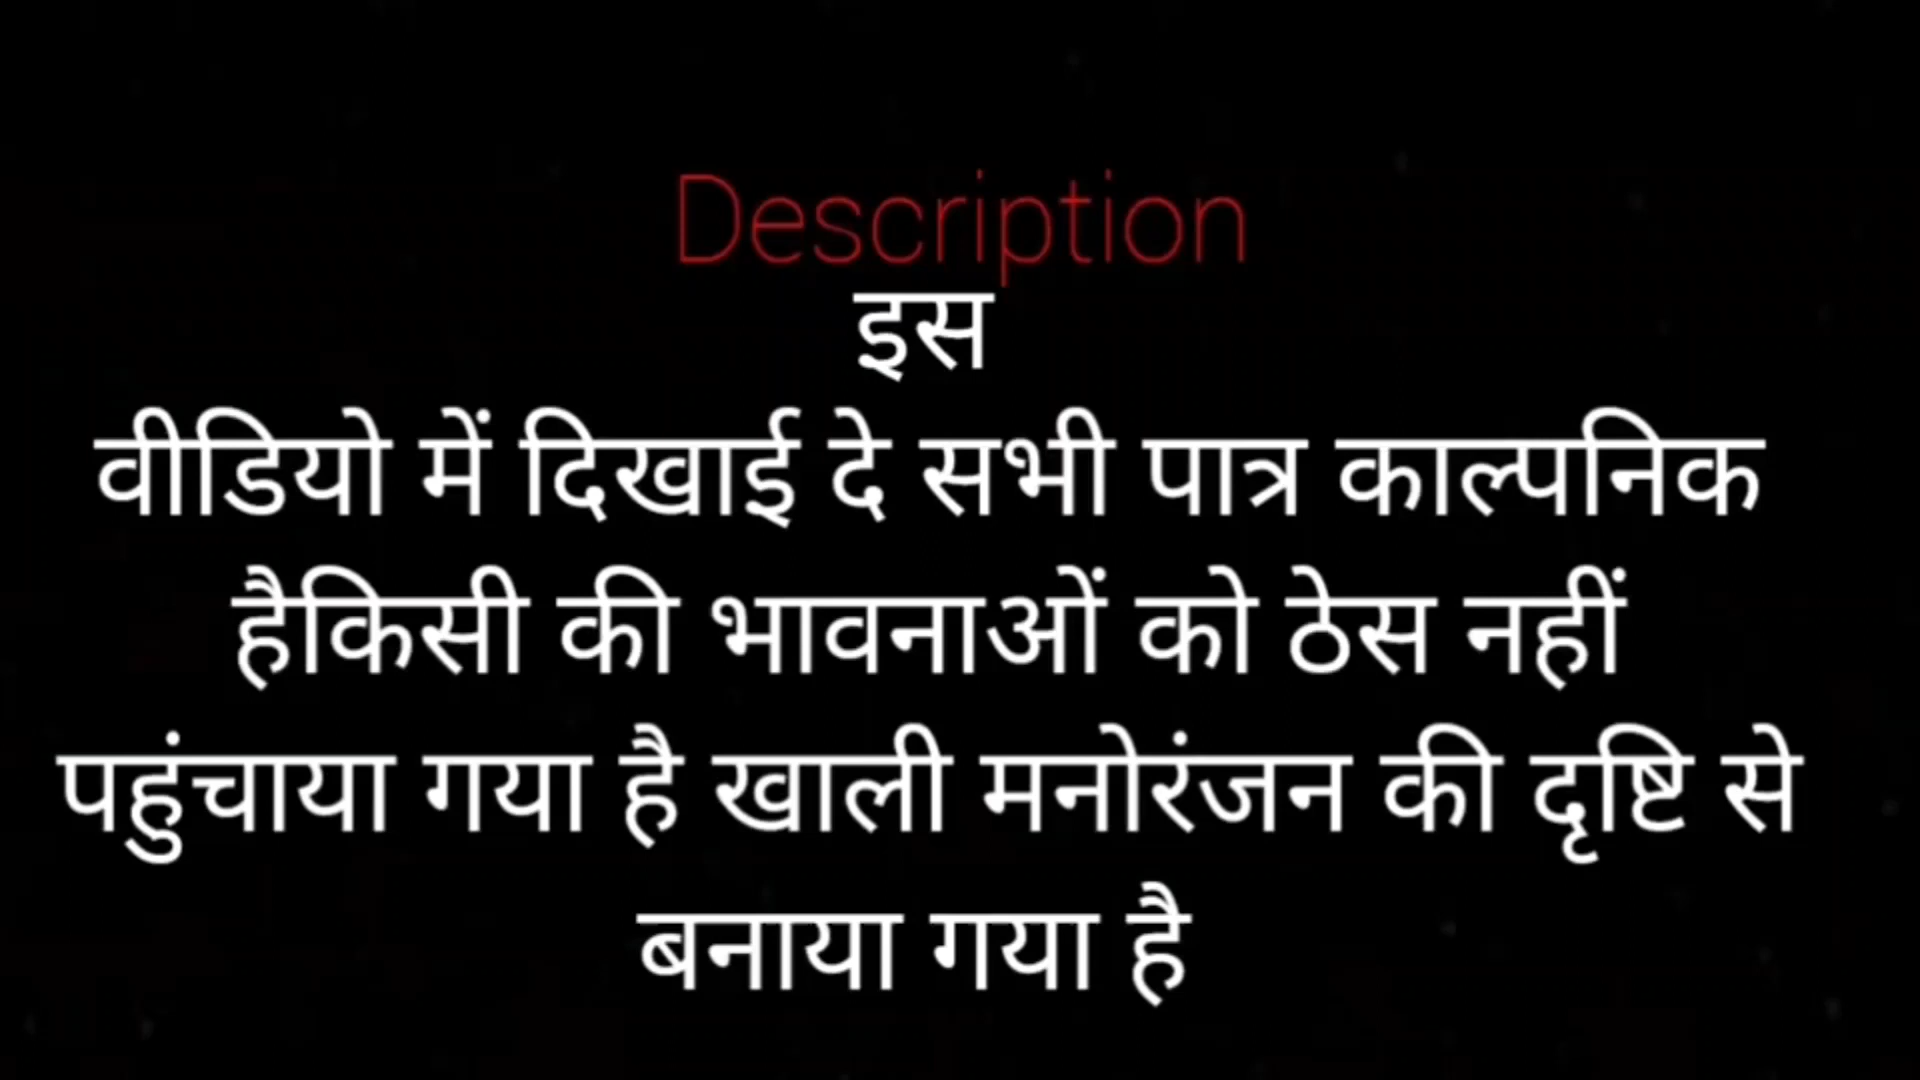 Description
इस
वीडियो में दिखाई दे सभी पात्र काल्पनिक
हैकिसी की भावनाओं को ठेस नहीं
पहुंचाया गया है खाली मनोरंजन की दृष्टि से
बनाया गया है